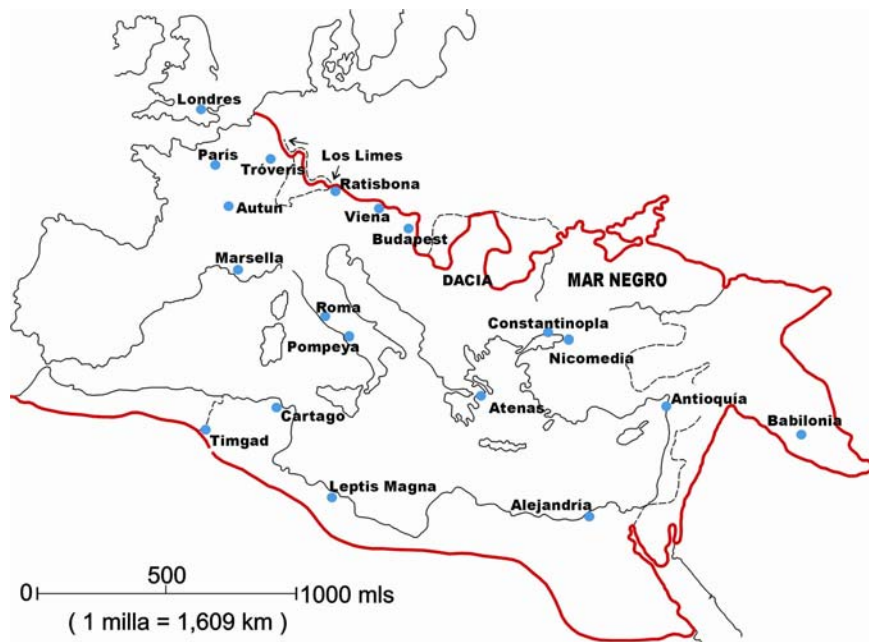 Londres
París
Tróveris
Los Limes
Ratisbona
Autun
Viena
Budapest
Marsella
DACIA
MAR NEGRO
Roma
Pompeya
Constantinopla
Nicomedia
Atenas
Antioquía
Cartago
Babilonia
Timgad
Leptis Magna
Alejandría
500
0
1000 mls
( 1 milla = 1,609 km )